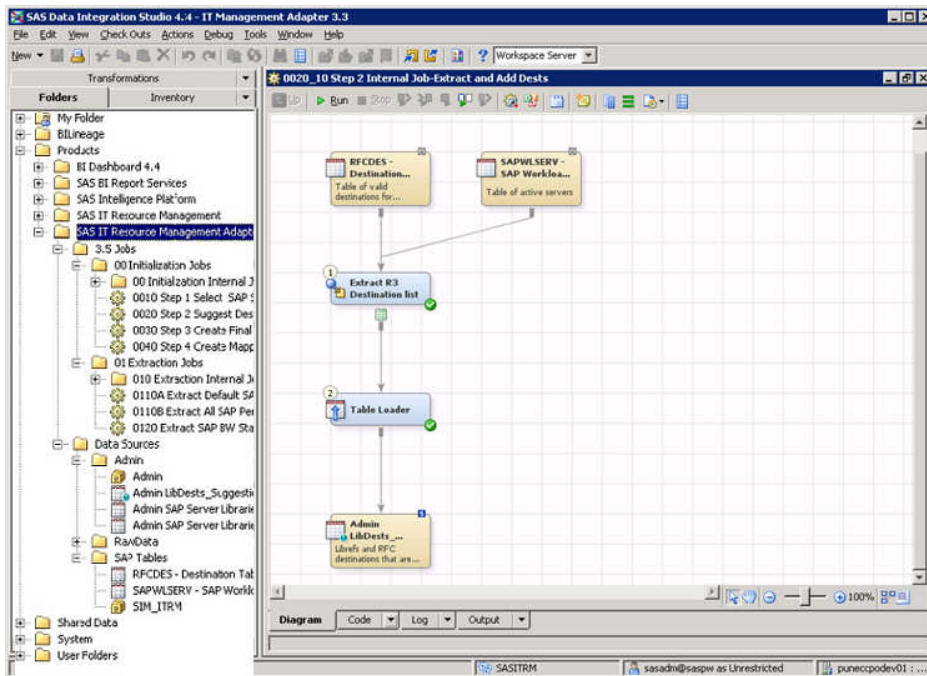 SAS Data Integration Studio 4.4 - IT Management Adapter 3.3
File Edit View Check Outs Actions Debug Tools Window Help
New Workspace Server
Transformations
Folders Inventory
My Folder
BILineage
Products
BI Dashboard 4.4
SAS BI Report Services
SAS Intelligence Platform
SAS IT Resource Management
SAS IT Resource Management Adapt
3.5 Jobs
00 Initialization Jobs
00 Initialization Internal J
0010 Step 1 Select SAP S
0020 Step 2 Suggest Des
0030 Step 3 Create Final
0040 Step 4 Create Mapp
01 Extraction Jobs
010 Extraction Internal J
0110A Extract Default SA
0110B Extract All SAP Per
0120 Extract SAP BW Sta
Data Sources
Admin
Admin
Admin LibDests_Suggesti
Admin SAP Server Librarie
Admin SAP Server Librarie
RawData
SAP Tables
RFCDES - Destination Tab
SAPWLSERV - SAP Worklo
SIM_ITRM
Shared Data
System
User Folders
0020_10 Step 2 Internal Job-Extract and Add Dests
Up Run Stop
RFCDES -
Destination...
Table of valid
destinations for...
SAPWLSERV -
SAP Workloa...
Table of active servers
1
Extract R3
Destination list
2
Table Loader
Admin
LibDests_...
Librefs and RFC
destinations that are...
100%
Diagram Code Log Output
SASITRM sasadm@saspw as Unrestricted puneccpodev01 : ...